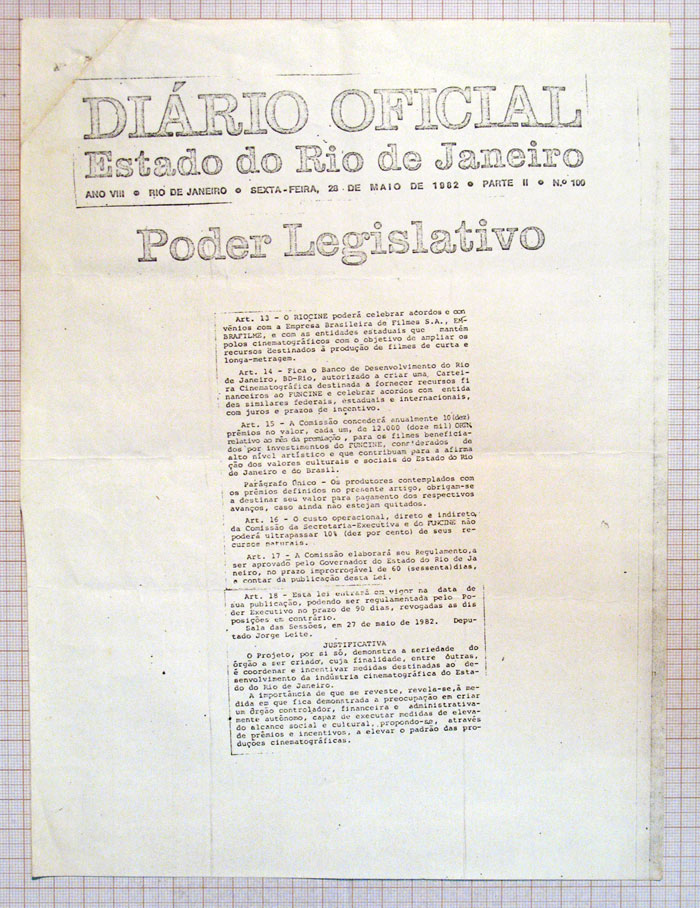 DIÁRIO OFICIAL
Estado do Rio de Janeiro
ANO VIII • RIO DE JANEIRO • SEXTA-FEIRA, 28 DE MAIO DE 1982 • PARTE II • N.º 100
Poder Legislativo
Art. 13 - O RIOCINE poderá celebrar acordos e con
vênios com a Empresa Brasileira de Filmes S.A., EM-
BRAFILME, e com as entidades estaduais que mantêm
polos cinematográficos com o objetivo de ampliar os
recursos destinados à produção de filmes de curta e
longa-metragem.
Art. 14 - Fica o Banco de Desenvolvimento do Rio
de Janeiro, BD-Rio, autorizado a criar uma Cartei-
ra Cinematográfica destinada a fornecer recursos fi
nanceiros ao FUNCINE e celebrar acordos com entida
des similares federais, estaduais e internacionais,
com juros e prazos de incentivo.
Art. 15 - A Comissão concederá anualmente 10(dez)
prêmios no valor, cada um, de 12.000 (doze mil) ORTN,
relativo ao mês da premiação, para os filmes beneficia-
dos por investimentos do FUNCINE, considerados de
alto nível artístico e que contribuam para a afirma
ção dos valores culturais e sociais do Estado do Rio
de Janeiro e do Brasil.
Parágrafo Único - Os produtores contemplados com
os prêmios definidos no presente artigo, obrigam-se
a destinar seu valor para pagamento dos respectivos
avanços, caso ainda não estejam quitados.
Art. 16 - O custo operacional, direto e indireto,
da Comissão da Secretaria-Executiva e do FUNCINE não
poderá ultrapassar 10% (dez por cento) de seus re-
cursos naturais.
Art. 17 - A Comissão elaborará seu Regulamento,a
ser aprovado pelo Governador do Estado do Rio de Ja
neiro, no prazo improrrogável de 60 (sessenta)dias,
a contar da publicação desta Lei.
Art. 18 - Esta lei entrará em vigor na data de
sua publicação, podendo ser regulamentada pelo Po-
der Executivo no prazo de 90 dias, revogadas as dis
posições em contrário.
Sala das Sessões, em 27 de maio de 1982. Depu-
tado Jorge Leite.
JUSTIFICATIVA
O Projeto, por si só, demonstra a seriedade do
órgão a ser criado, cuja finalidade, entre outras,
é coordenar e incentivar medidas destinadas ao de-
senvolvimento da indústria cinematográfica do Esta-
do do Rio de Janeiro.
A importância de que se reveste, revela-se,à me-
dida em que fica demonstrada a preocupação em criar
um órgão controlador, financeira e administrativa-
mente autônomo, capaz de executar medidas de eleva-
do alcance social e cultural, propondo-se, através
de prêmios e incentivos, a elevar o padrão das pro-
duções cinematográficas.